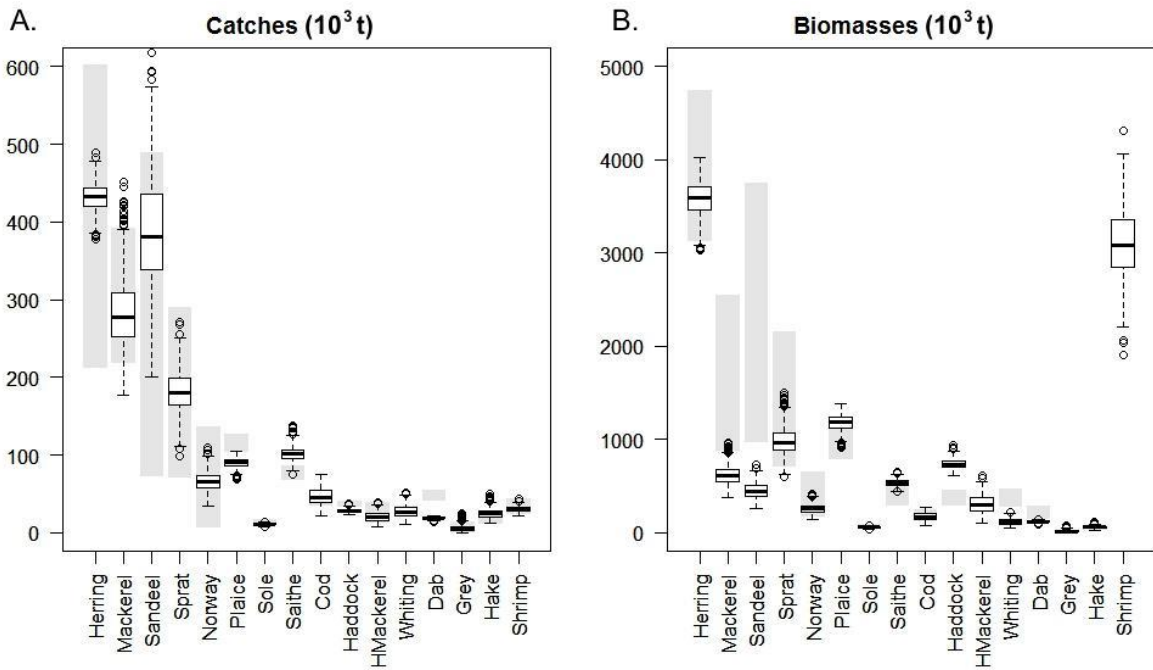 A.
Catches (10³ t)
600
500
400
300
200
100
0
Herring
Mackerel
Sandeel
Sprat
Norway
Plaice
Sole
Saithe
Cod
Haddock
HMackerel
Whiting
Dab
Grey
Hake
Shrimp
B.
Biomasses (10³ t)
5000
4000
3000
2000
1000
0
Herring
Mackerel
Sandeel
Sprat
Norway
Plaice
Sole
Saithe
Cod
Haddock
HMackerel
Whiting
Dab
Grey
Hake
Shrimp